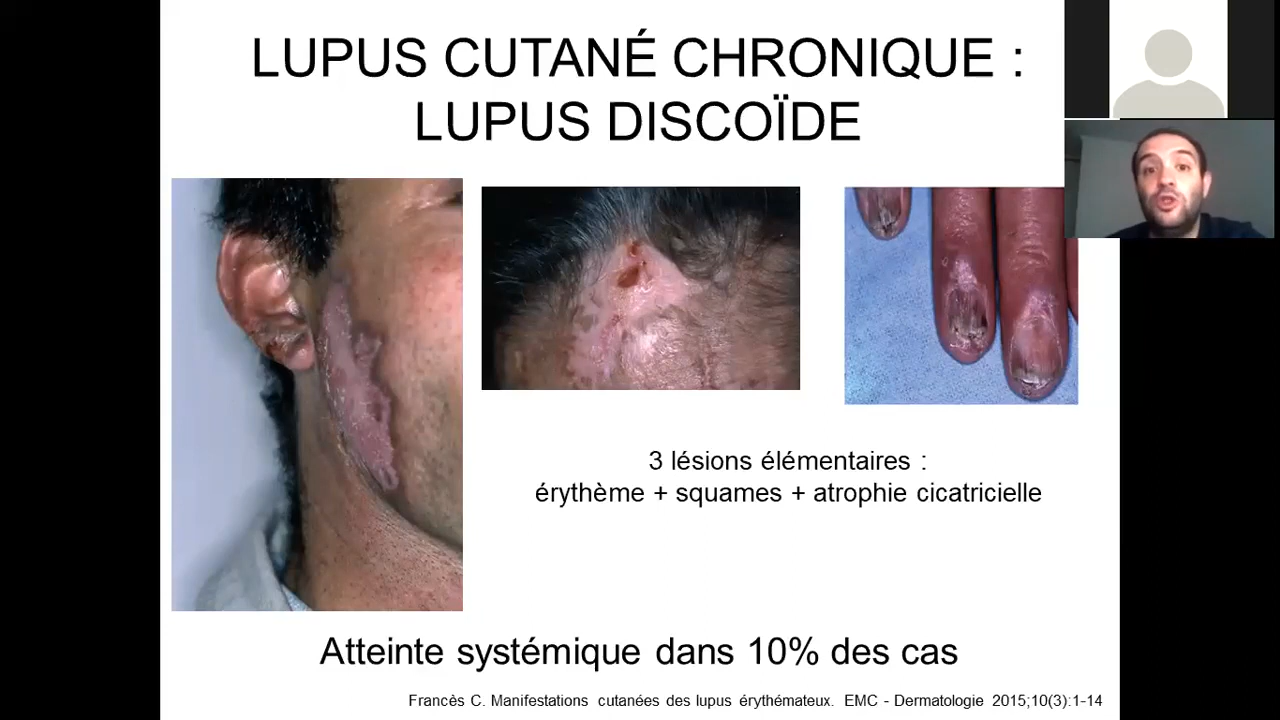 LUPUS CUTANÉ CHRONIQUE :
LUPUS DISCOÏDE
3 lésions élémentaires :
érythème + squames + atrophie cicatricielle
Atteinte systémique dans 10% des cas
Francès C. Manifestations cutanées des lupus érythémateux. EMC - Dermatologie 2015;10(3):1-14